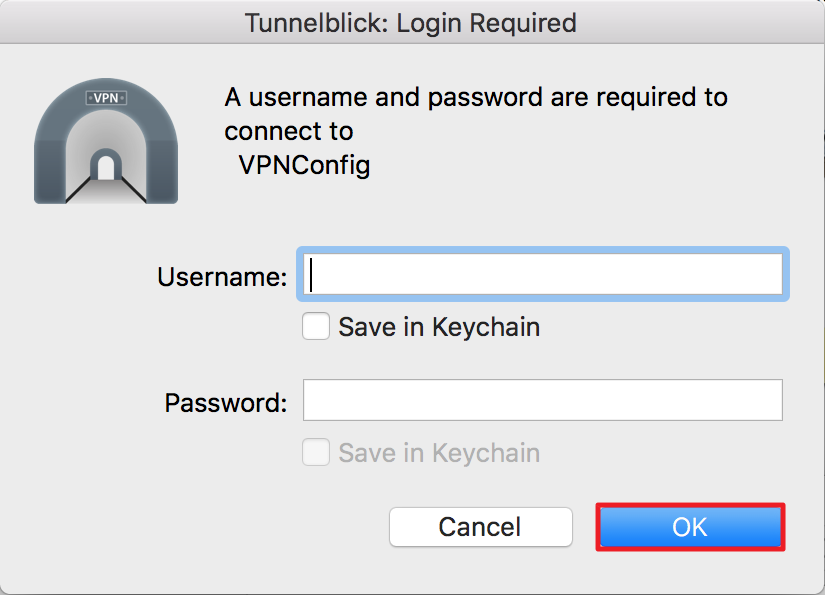 Tunnelblick: Login Required
VPN
A username and password are required to
connect to
VPNConfig
Username:
Save in Keychain
Password:
Save in Keychain
Cancel
OK